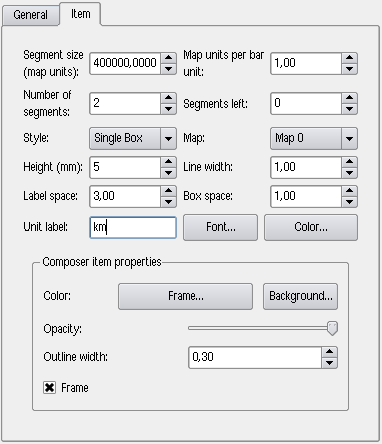 General Item
Segment size (map units): 400000,0000 Map units per bar unit: 1,00
Number of segments: 2 Segments left: 0
Style: Single Box Map: Map 0
Height (mm): 5 Line width: 1,00
Label space: 3,00 Box space: 1,00
Unit label: km Font... Color...
Composer item properties
Color: Frame... Background...
Opacity:
Outline width: 0,30
Frame